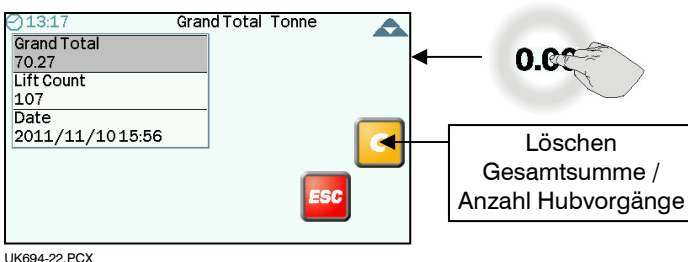 13:17 Grand Total Tonne
Grand Total
70.27
Lift Count
107
Date
2011/11/10 15:56
C
ESC
Löschen
Gesamtsumme /
Anzahl Hubvorgänge
UK694-22.PCX